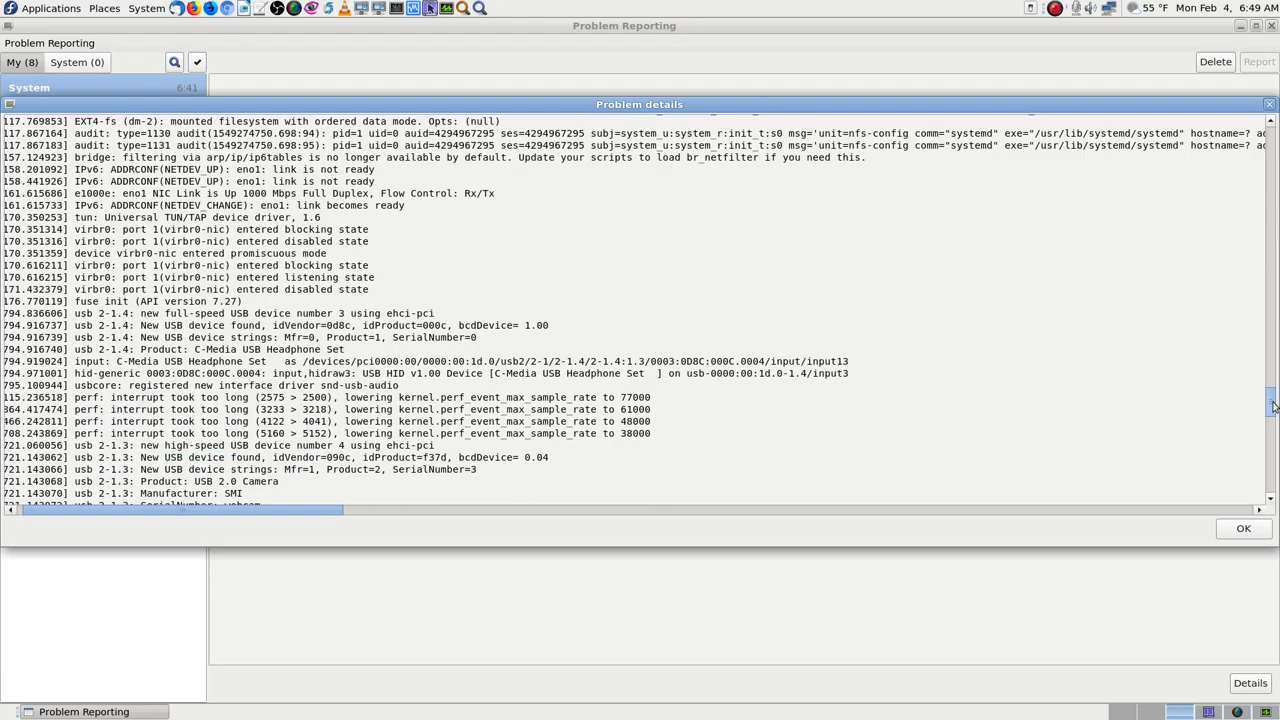 Applications Places System 55 °F Mon Feb 4, 6:49 AM
Problem Reporting
Problem Reporting
My (8) System (0) Delete Report
System 6:41
Problem details
117.769853] EXT4-fs (dm-2): mounted filesystem with ordered data mode. Opts: (null)
117.867164] audit: type=1130 audit(1549274750.698:94): pid=1 uid=0 auid=4294967295 ses=4294967295 subj=system_u:system_r:init_t:s0 msg='unit=nfs-config comm="systemd" exe="/usr/lib/systemd/systemd" hostname=? ad
117.867183] audit: type=1131 audit(1549274750.698:95): pid=1 uid=0 auid=4294967295 ses=4294967295 subj=system_u:system_r:init_t:s0 msg='unit=nfs-config comm="systemd" exe="/usr/lib/systemd/systemd" hostname=? ad
157.124923] bridge: filtering via arp/ip/ip6tables is no longer available by default. Update your scripts to load br_netfilter if you need this.
158.201092] IPv6: ADDRCONF(NETDEV_UP): eno1: link is not ready
158.441926] IPv6: ADDRCONF(NETDEV_UP): eno1: link is not ready
161.615686] e1000e: eno1 NIC Link is Up 1000 Mbps Full Duplex, Flow Control: Rx/Tx
161.615733] IPv6: ADDRCONF(NETDEV_CHANGE): eno1: link becomes ready
170.350253] tun: Universal TUN/TAP device driver, 1.6
170.351314] virbr0: port 1(virbr0-nic) entered blocking state
170.351316] virbr0: port 1(virbr0-nic) entered disabled state
170.351359] device virbr0-nic entered promiscuous mode
170.616211] virbr0: port 1(virbr0-nic) entered blocking state
170.616215] virbr0: port 1(virbr0-nic) entered listening state
171.432379] virbr0: port 1(virbr0-nic) entered disabled state
176.770119] fuse init (API version 7.27)
794.836606] usb 2-1.4: new full-speed USB device number 3 using ehci-pci
794.916737] usb 2-1.4: New USB device found, idVendor=0d8c, idProduct=000c, bcdDevice= 1.00
794.916739] usb 2-1.4: New USB device strings: Mfr=0, Product=1, SerialNumber=0
794.916740] usb 2-1.4: Product: C-Media USB Headphone Set
794.919024] input: C-Media USB Headphone Set as /devices/pci0000:00/0000:00:1d.0/usb2/2-1/2-1.4/2-1.4:1.3/0003:0D8C:000C.0004/input/input13
794.971001] hid-generic 0003:0D8C:000C.0004: input,hidraw3: USB HID v1.00 Device [C-Media USB Headphone Set ] on usb-0000:00:1d.0-1.4/input3
795.100944] usbcore: registered new interface driver snd-usb-audio
115.236518] perf: interrupt took too long (2575 > 2500), lowering kernel.perf_event_max_sample_rate to 77000
364.417474] perf: interrupt took too long (3233 > 3218), lowering kernel.perf_event_max_sample_rate to 61000
466.242811] perf: interrupt took too long (4122 > 4041), lowering kernel.perf_event_max_sample_rate to 48000
708.243869] perf: interrupt took too long (5160 > 5152), lowering kernel.perf_event_max_sample_rate to 38000
721.060056] usb 2-1.3: new high-speed USB device number 4 using ehci-pci
721.143062] usb 2-1.3: New USB device found, idVendor=090c, idProduct=f37d, bcdDevice= 0.04
721.143066] usb 2-1.3: New USB device strings: Mfr=1, Product=2, SerialNumber=3
721.143068] usb 2-1.3: Product: USB 2.0 Camera
721.143070] usb 2-1.3: Manufacturer: SMI
OK
Details
Problem Reporting